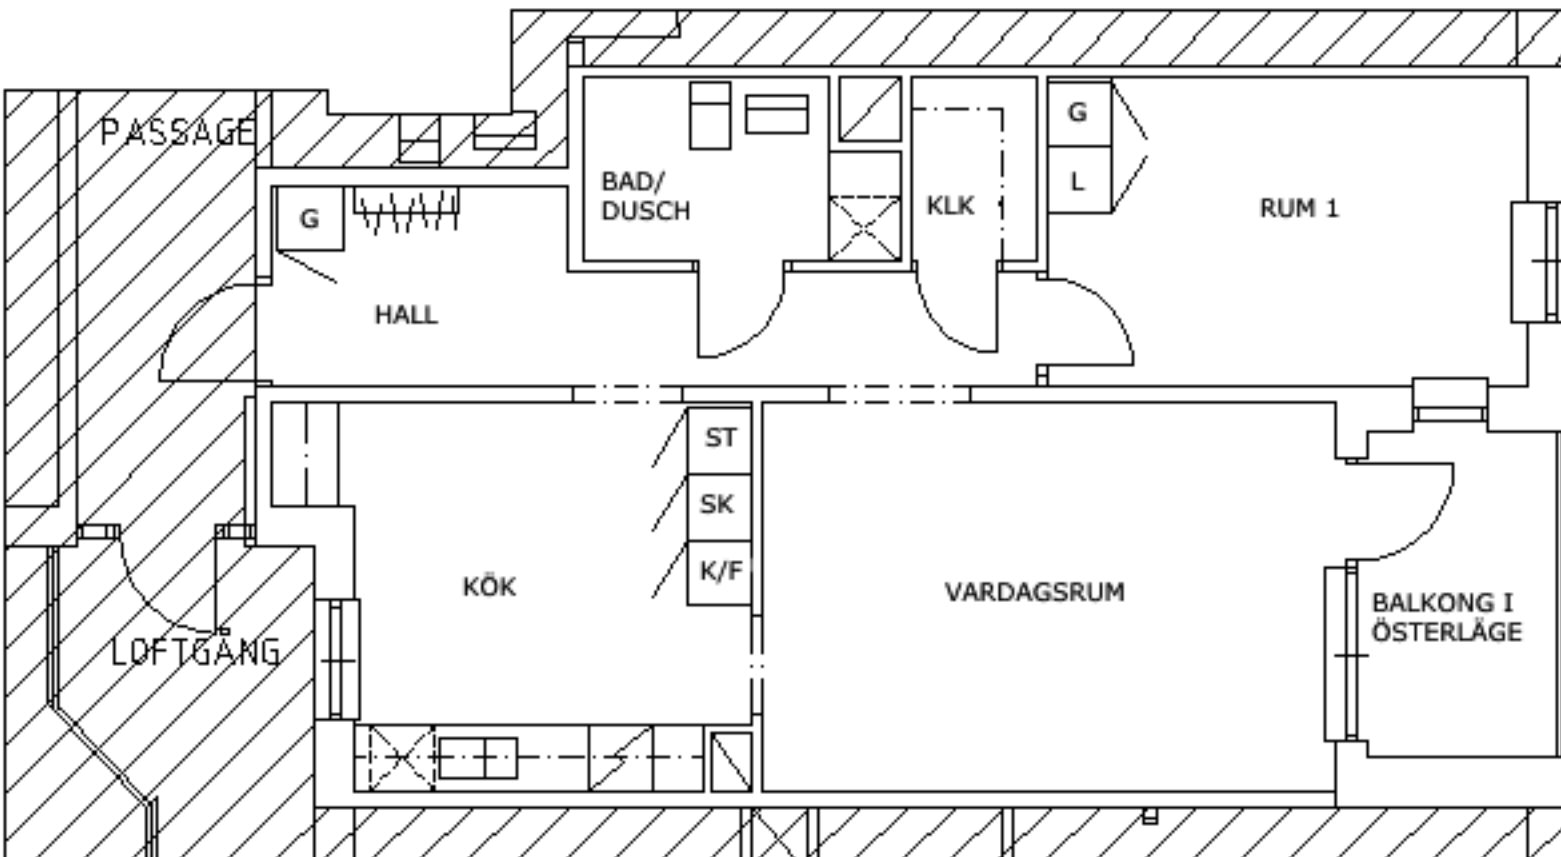 PASSAGE
G
HALL
BAD/
DUSCH
KLK
G
L
RUM 1
ST
SK
K/F
KÖK
VARDAGSRUM
BALKONG I
ÖSTERLÄGE
LOFTGÅNG